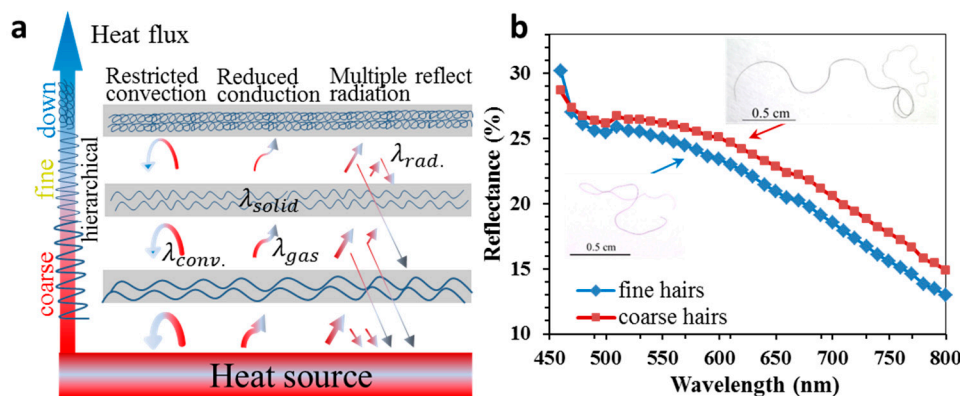 a
Heat flux
Restricted convection
Reduced conduction
Multiple reflect radiation
down
fine
coarse
hierarchical
λrad.
λsolid
λconv.
λgas
Heat source
b
Reflectance (%)
30
25
20
15
10
450 500 550 600 650 700 750 800
Wavelength (nm)
0.5 cm
0.5 cm
fine hairs
coarse hairs